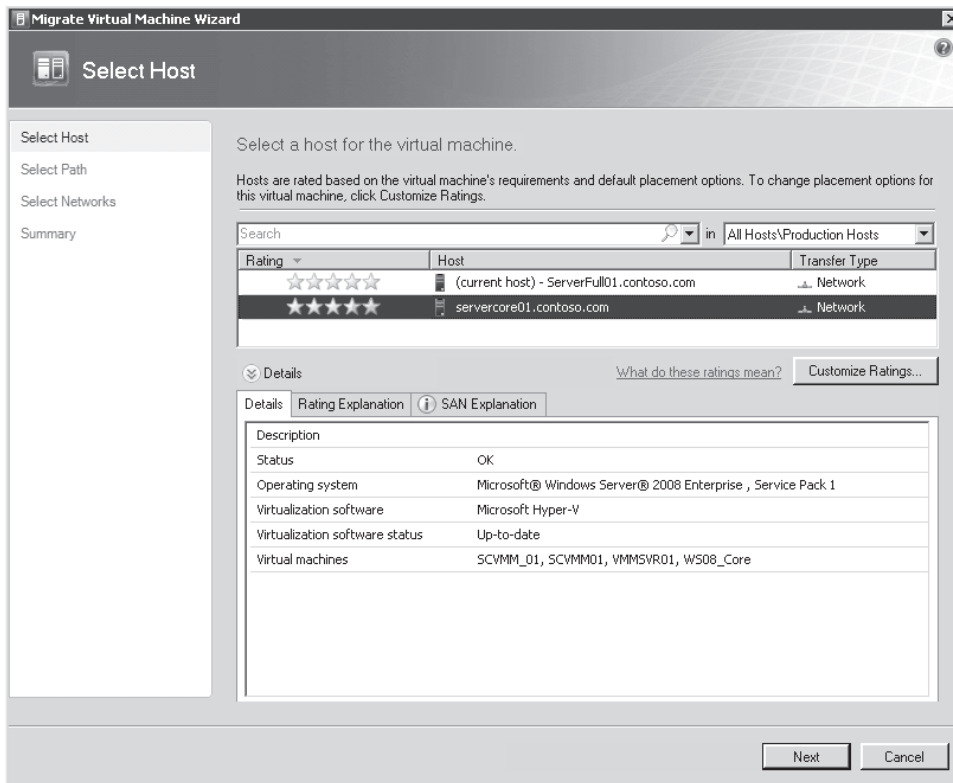 Migrate Virtual Machine Wizard
Select Host
Select Host
Select Path
Select Networks
Summary
Select a host for the virtual machine.
Hosts are rated based on the virtual machine's requirements and default placement options. To change placement options for
this virtual machine, click Customize Ratings.
Search in All Hosts\Production Hosts
Rating Host Transfer Type
(current host) - ServerFull01.contoso.com Network
servercore01.contoso.com Network
Details What do these ratings mean? Customize Ratings...
Details Rating Explanation SAN Explanation
Description
Status OK
Operating system Microsoft® Windows Server® 2008 Enterprise , Service Pack 1
Virtualization software Microsoft Hyper-V
Virtualization software status Up-to-date
Virtual machines SCVMM_01, SCVMM01, VMMSVR01, WS08_Core
Next Cancel